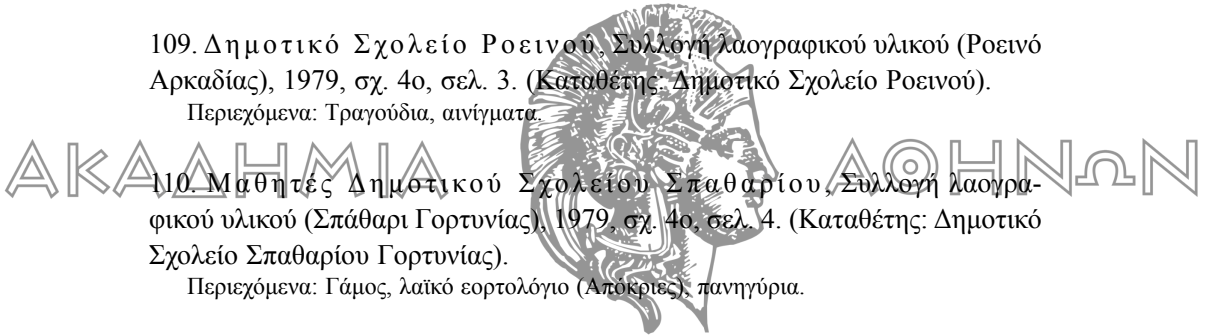 109. Δημοτικό Σχολείο Ροεινού, Συλλογή λαογραφικού υλικού (Ροεινό
Αρκαδίας), 1979, σχ. 4ο, σελ. 3. (Καταθέτης: Δημοτικό Σχολείο Ροεινού).
Περιεχόμενα: Τραγούδια, αινίγματα.
ΑΚΑΔΗΜΙΑ ΑΘΗΝΩΝ
110. Μαθητές Δημοτικού Σχολείου Σπαθαρίου, Συλλογή λαογρα-
φικού υλικού (Σπάθαρι Γορτυνίας), 1979, σχ. 4ο, σελ. 4. (Καταθέτης: Δημοτικό
Σχολείο Σπαθαρίου Γορτυνίας).
Περιεχόμενα: Γάμος, λαϊκό εορτολόγιο (Απόκριες), πανηγύρια.